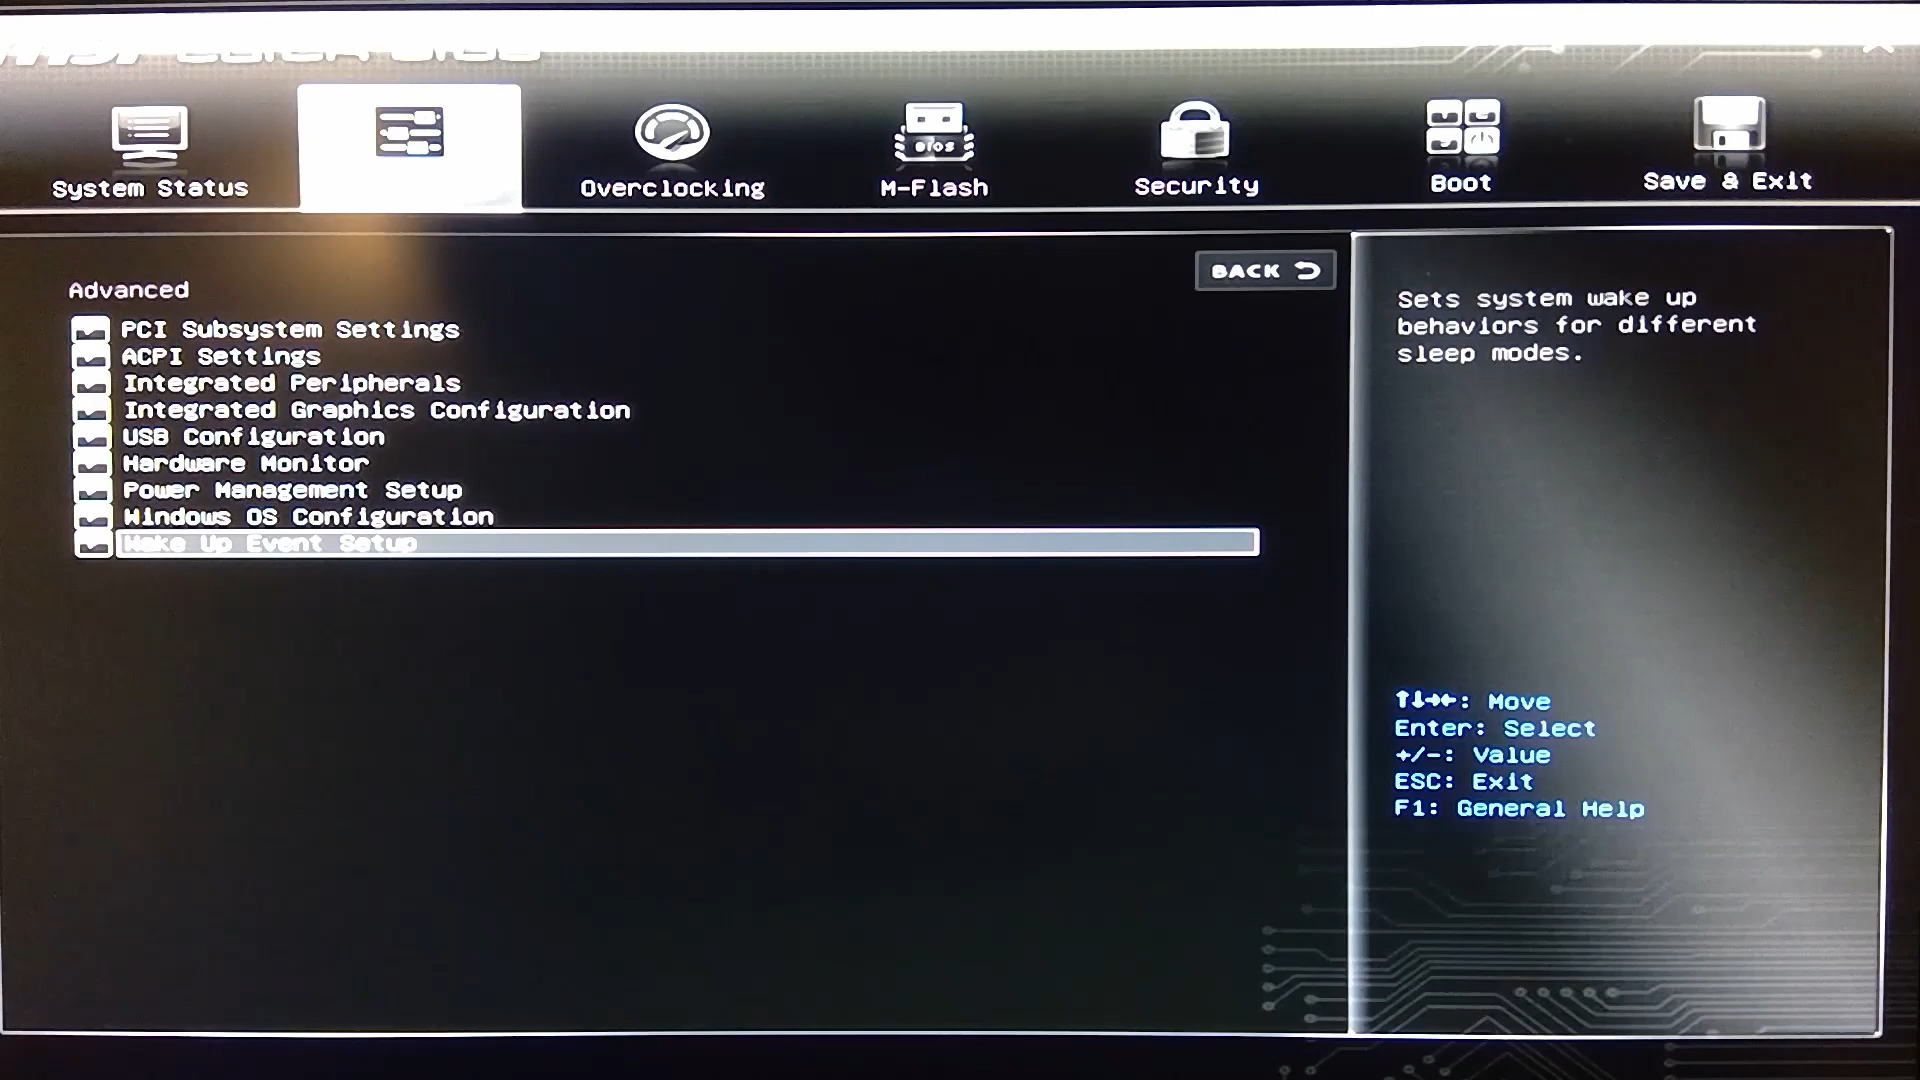 System Status
Overclocking
BIOS
M-Flash
Security
Boot
Save & Exit
BACK
Advanced
PCI Subsystem Settings
ACPI Settings
Integrated Peripherals
Integrated Graphics Configuration
USB Configuration
Hardware Monitor
Power Management Setup
Windows OS Configuration
Wake Up Event Setup
Sets system wake up
behaviors for different
sleep modes.
↑↓→←: Move
Enter: Select
+/-: Value
ESC: Exit
F1: General Help